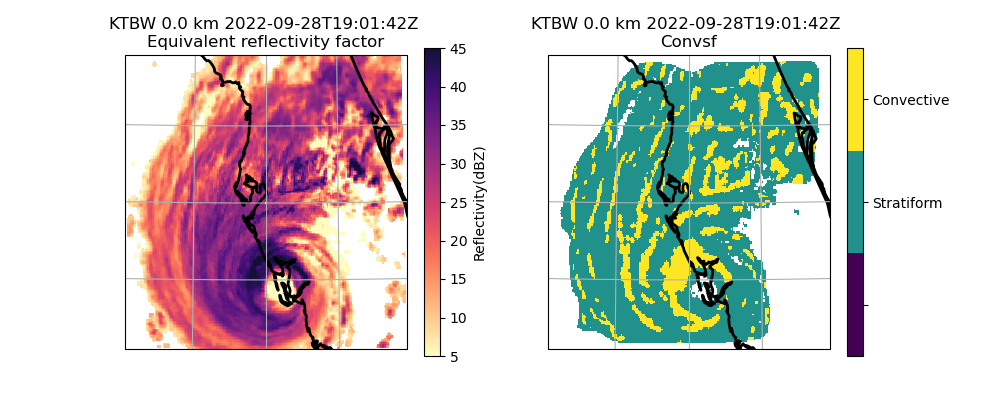 KTBW 0.0 km 2022-09-28T19:01:42Z
Equivalent reflectivity factor
45
40
35
30
25
20
15
10
5
Reflectivity(dBZ)
KTBW 0.0 km 2022-09-28T19:01:42Z
Convsf
Convective
Stratiform